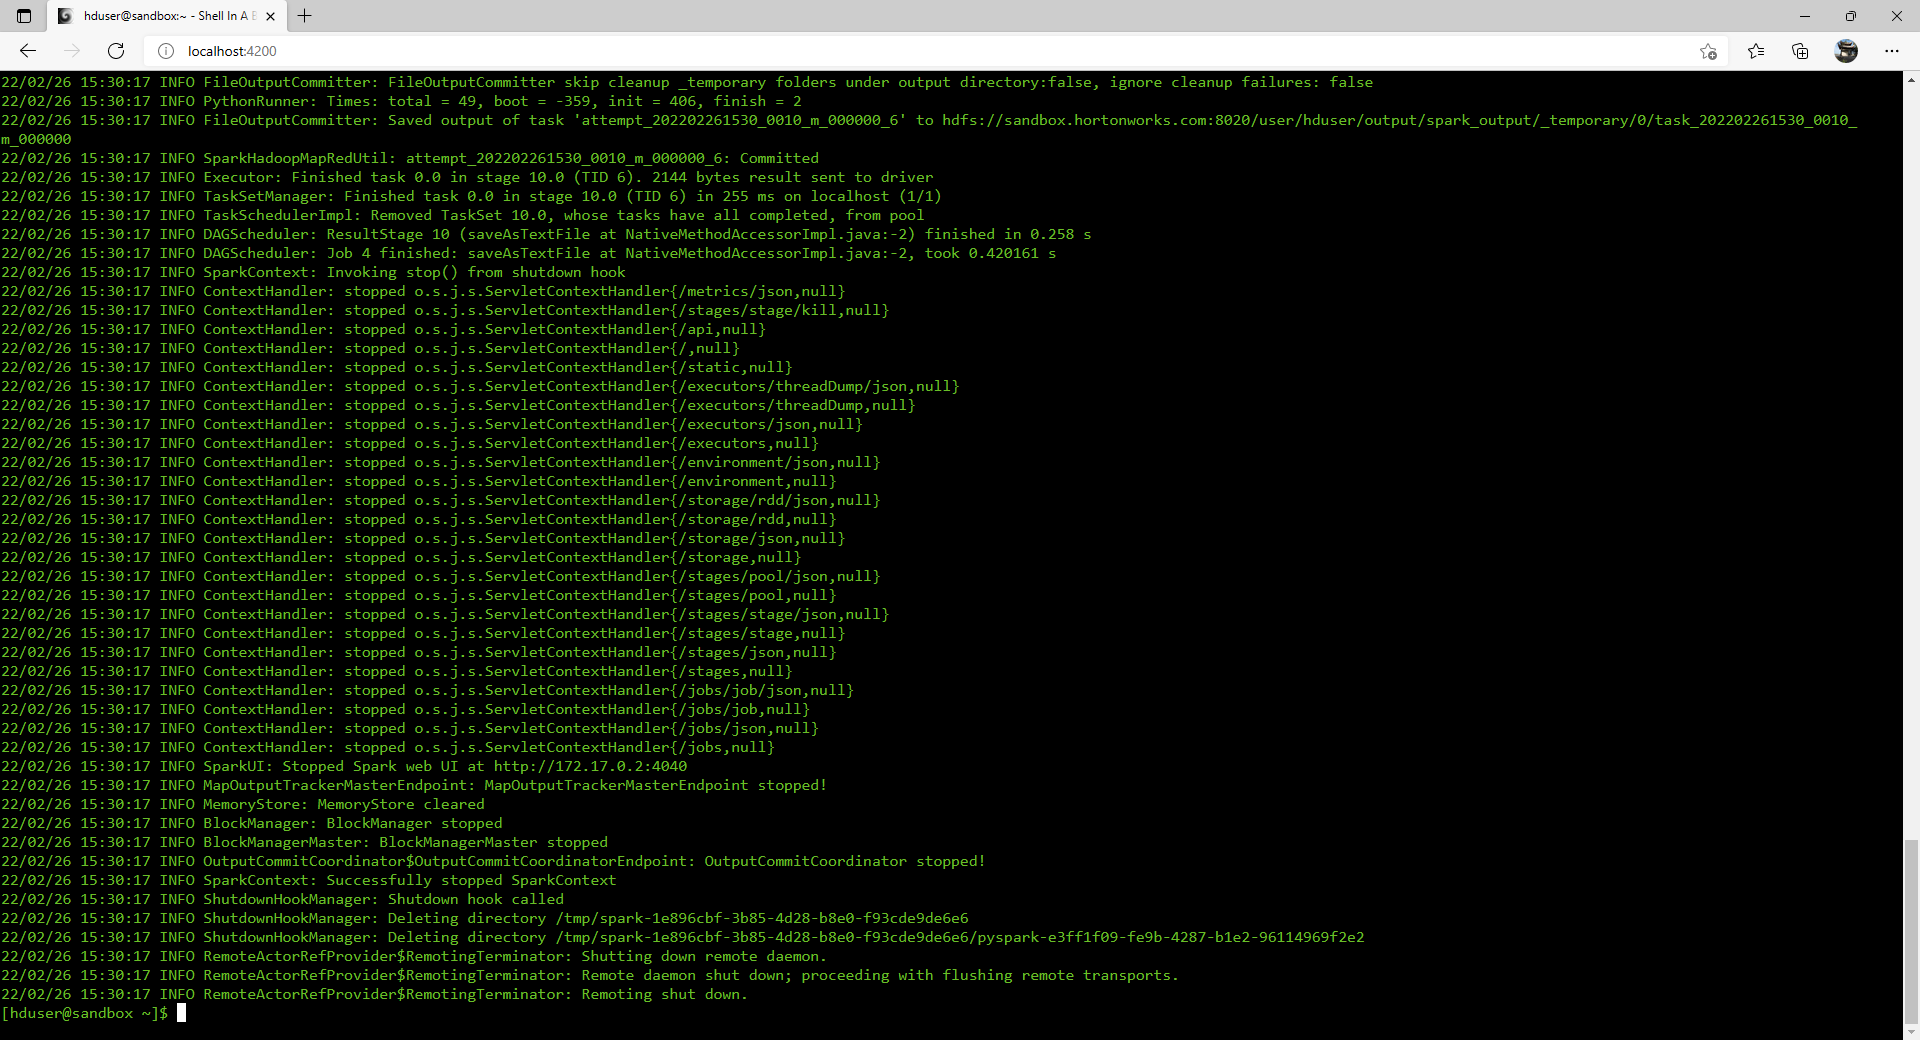 hduser@sandbox:~ - Shell In A B
localhost:4200
22/02/26 15:30:17 INFO FileOutputCommitter: FileOutputCommitter skip cleanup _temporary folders under output directory:false, ignore cleanup failures: false
22/02/26 15:30:17 INFO PythonRunner: Times: total = 49, boot = -359, init = 406, finish = 2
22/02/26 15:30:17 INFO FileOutputCommitter: Saved output of task 'attempt_202202261530_0010_m_000000_6' to hdfs://sandbox.hortonworks.com:8020/user/hduser/output/spark_output/_temporary/0/task_202202261530_0010_
m_000000
22/02/26 15:30:17 INFO SparkHadoopMapRedUtil: attempt_202202261530_0010_m_000000_6: Committed
22/02/26 15:30:17 INFO Executor: Finished task 0.0 in stage 10.0 (TID 6). 2144 bytes result sent to driver
22/02/26 15:30:17 INFO TaskSetManager: Finished task 0.0 in stage 10.0 (TID 6) in 255 ms on localhost (1/1)
22/02/26 15:30:17 INFO TaskSchedulerImpl: Removed TaskSet 10.0, whose tasks have all completed, from pool
22/02/26 15:30:17 INFO DAGScheduler: ResultStage 10 (saveAsTextFile at NativeMethodAccessorImpl.java:-2) finished in 0.258 s
22/02/26 15:30:17 INFO DAGScheduler: Job 4 finished: saveAsTextFile at NativeMethodAccessorImpl.java:-2, took 0.420161 s
22/02/26 15:30:17 INFO SparkContext: Invoking stop() from shutdown hook
22/02/26 15:30:17 INFO ContextHandler: stopped o.s.j.s.ServletContextHandler{/metrics/json,null}
22/02/26 15:30:17 INFO ContextHandler: stopped o.s.j.s.ServletContextHandler{/stages/stage/kill,null}
22/02/26 15:30:17 INFO ContextHandler: stopped o.s.j.s.ServletContextHandler{/api,null}
22/02/26 15:30:17 INFO ContextHandler: stopped o.s.j.s.ServletContextHandler{/,null}
22/02/26 15:30:17 INFO ContextHandler: stopped o.s.j.s.ServletContextHandler{/static,null}
22/02/26 15:30:17 INFO ContextHandler: stopped o.s.j.s.ServletContextHandler{/executors/threadDump/json,null}
22/02/26 15:30:17 INFO ContextHandler: stopped o.s.j.s.ServletContextHandler{/executors/threadDump,null}
22/02/26 15:30:17 INFO ContextHandler: stopped o.s.j.s.ServletContextHandler{/executors/json,null}
22/02/26 15:30:17 INFO ContextHandler: stopped o.s.j.s.ServletContextHandler{/executors,null}
22/02/26 15:30:17 INFO ContextHandler: stopped o.s.j.s.ServletContextHandler{/environment/json,null}
22/02/26 15:30:17 INFO ContextHandler: stopped o.s.j.s.ServletContextHandler{/environment,null}
22/02/26 15:30:17 INFO ContextHandler: stopped o.s.j.s.ServletContextHandler{/storage/rdd/json,null}
22/02/26 15:30:17 INFO ContextHandler: stopped o.s.j.s.ServletContextHandler{/storage/rdd,null}
22/02/26 15:30:17 INFO ContextHandler: stopped o.s.j.s.ServletContextHandler{/storage/json,null}
22/02/26 15:30:17 INFO ContextHandler: stopped o.s.j.s.ServletContextHandler{/storage,null}
22/02/26 15:30:17 INFO ContextHandler: stopped o.s.j.s.ServletContextHandler{/stages/pool/json,null}
22/02/26 15:30:17 INFO ContextHandler: stopped o.s.j.s.ServletContextHandler{/stages/pool,null}
22/02/26 15:30:17 INFO ContextHandler: stopped o.s.j.s.ServletContextHandler{/stages/stage/json,null}
22/02/26 15:30:17 INFO ContextHandler: stopped o.s.j.s.ServletContextHandler{/stages/stage,null}
22/02/26 15:30:17 INFO ContextHandler: stopped o.s.j.s.ServletContextHandler{/stages/json,null}
22/02/26 15:30:17 INFO ContextHandler: stopped o.s.j.s.ServletContextHandler{/stages,null}
22/02/26 15:30:17 INFO ContextHandler: stopped o.s.j.s.ServletContextHandler{/jobs/job/json,null}
22/02/26 15:30:17 INFO ContextHandler: stopped o.s.j.s.ServletContextHandler{/jobs/job,null}
22/02/26 15:30:17 INFO ContextHandler: stopped o.s.j.s.ServletContextHandler{/jobs/json,null}
22/02/26 15:30:17 INFO ContextHandler: stopped o.s.j.s.ServletContextHandler{/jobs,null}
22/02/26 15:30:17 INFO SparkUI: Stopped Spark web UI at http://172.17.0.2:4040
22/02/26 15:30:17 INFO MapOutputTrackerMasterEndpoint: MapOutputTrackerMasterEndpoint stopped!
22/02/26 15:30:17 INFO MemoryStore: MemoryStore cleared
22/02/26 15:30:17 INFO BlockManager: BlockManager stopped
22/02/26 15:30:17 INFO BlockManagerMaster: BlockManagerMaster stopped
22/02/26 15:30:17 INFO OutputCommitCoordinator$OutputCommitCoordinatorEndpoint: OutputCommitCoordinator stopped!
22/02/26 15:30:17 INFO SparkContext: Successfully stopped SparkContext
22/02/26 15:30:17 INFO ShutdownHookManager: Shutdown hook called
22/02/26 15:30:17 INFO ShutdownHookManager: Deleting directory /tmp/spark-1e896cbf-3b85-4d28-b8e0-f93cde9de6e6
22/02/26 15:30:17 INFO ShutdownHookManager: Deleting directory /tmp/spark-1e896cbf-3b85-4d28-b8e0-f93cde9de6e6/pyspark-e3ff1f09-fe9b-4287-b1e2-96114969f2e2
22/02/26 15:30:17 INFO RemoteActorRefProvider$RemotingTerminator: Shutting down remote daemon.
22/02/26 15:30:17 INFO RemoteActorRefProvider$RemotingTerminator: Remote daemon shut down; proceeding with flushing remote transports.
22/02/26 15:30:17 INFO RemoteActorRefProvider$RemotingTerminator: Remoting shut down.
[hduser@sandbox ~]$